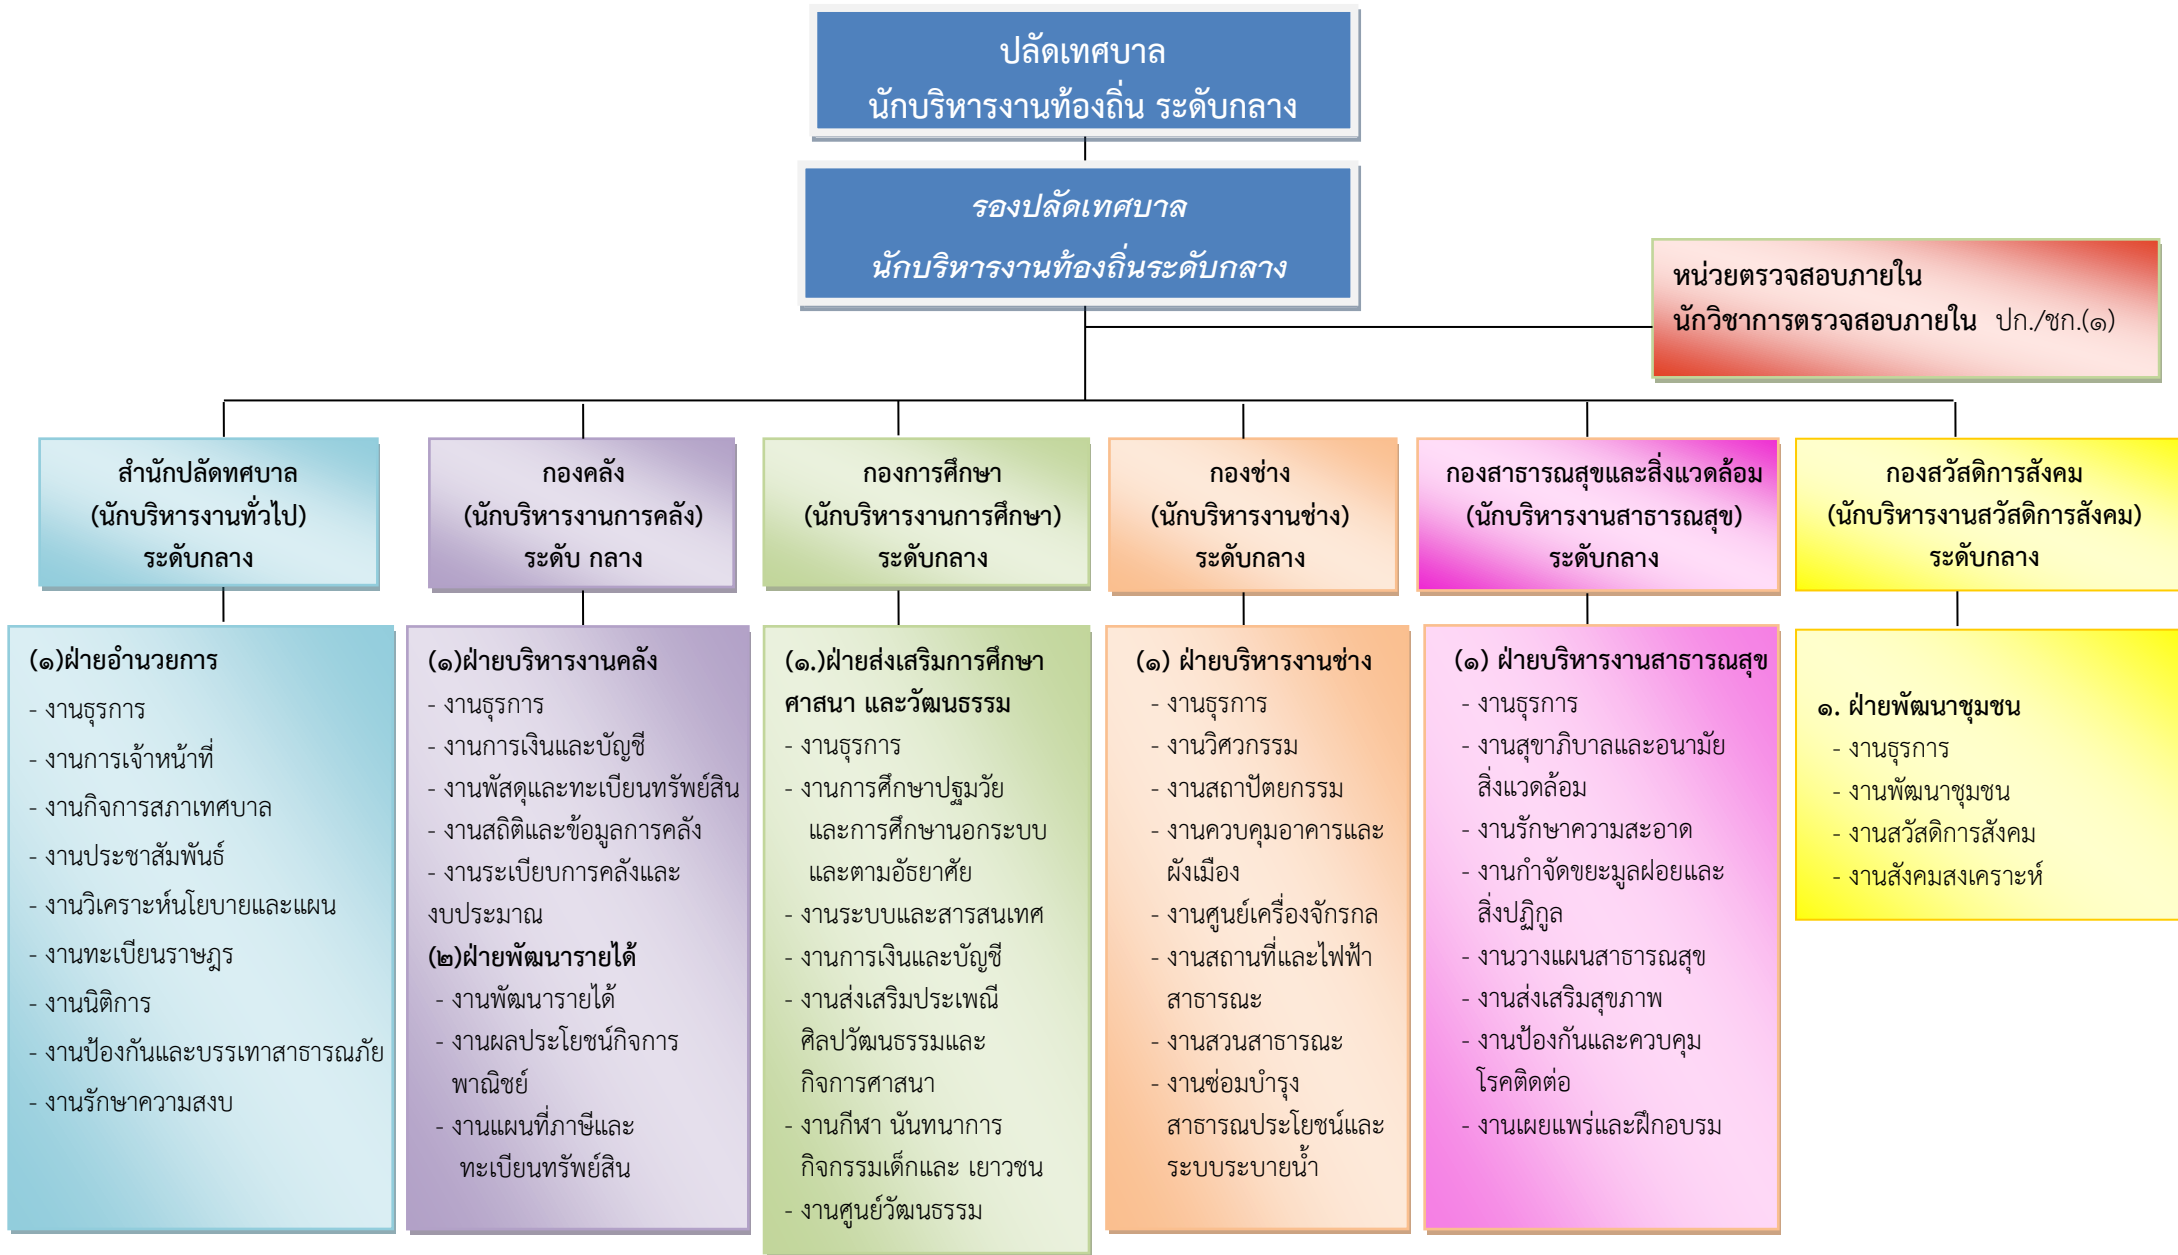 ปลัดเทศบาล
นักบริหารงานท้องถิ่น ระดับกลาง
รองปลัดเทศบาล
นักบริหารงานท้องถิ่นระดับกลาง
หน่วยตรวจสอบภายใน
นักวิชาการตรวจสอบภายใน ปก./ชก.(๑)
สำนักปลัดทศบาล
(นักบริหารงานทั่วไป)
ระดับกลาง
กองคลัง
(นักบริหารงานการคลัง)
ระดับ กลาง
กองการศึกษา
(นักบริหารงานการศึกษา)
ระดับกลาง
กองช่าง
(นักบริหารงานช่าง)
ระดับกลาง
กองสาธารณสุขและสิ่งแวดล้อม
(นักบริหารงานสาธารณสุข)
ระดับกลาง
กองสวัสดิการสังคม
(นักบริหารงานสวัสดิการสังคม)
ระดับกลาง
(๑)ฝ่ายอำนวยการ
- งานธุรการ
- งานการเจ้าหน้าที่
- งานกิจการสภาเทศบาล
- งานประชาสัมพันธ์
- งานวิเคราะห์นโยบายและแผน
- งานทะเบียนราษฎร
- งานนิติการ
- งานป้องกันและบรรเทาสาธารณภัย
- งานรักษาความสงบ
(๑)ฝ่ายบริหารงานคลัง
- งานธุรการ
- งานการเงินและบัญชี
- งานพัสดุและทะเบียนทรัพย์สิน
- งานสถิติและข้อมูลการคลัง
- งานระเบียบการคลังและ
งบประมาณ
(๒)ฝ่ายพัฒนารายได้
- งานพัฒนารายได้
- งานผลประโยชน์กิจการ
พาณิชย์
- งานแผนที่ภาษีและ
ทะเบียนทรัพย์สิน
(๑.)ฝ่ายส่งเสริมการศึกษา
ศาสนา และวัฒนธรรม
- งานธุรการ
- งานการศึกษาปฐมวัย
และการศึกษานอกระบบ
และตามอัธยาศัย
- งานระบบและสารสนเทศ
- งานการเงินและบัญชี
- งานส่งเสริมประเพณี
ศิลปวัฒนธรรมและ
กิจการศาสนา
- งานกีฬา นันทนาการ
กิจกรรมเด็กและ เยาวชน
- งานศูนย์วัฒนธรรม
(๑) ฝ่ายบริหารงานช่าง
- งานธุรการ
- งานวิศวกรรม
- งานสถาปัตยกรรม
- งานควบคุมอาคารและ
ผังเมือง
- งานศูนย์เครื่องจักรกล
- งานสถานที่และไฟฟ้า
สาธารณะ
- งานสวนสาธารณะ
- งานซ่อมบำรุง
สาธารณประโยชน์และ
ระบบระบายน้ำ
(๑) ฝ่ายบริหารงานสาธารณสุข
- งานธุรการ
- งานสุขาภิบาลและอนามัย
สิ่งแวดล้อม
- งานรักษาความสะอาด
- งานกำจัดขยะมูลฝอยและ
สิ่งปฏิกูล
- งานวางแผนสาธารณสุข
- งานส่งเสริมสุขภาพ
- งานป้องกันและควบคุม
โรคติดต่อ
- งานเผยแพร่และฝึกอบรม
๑. ฝ่ายพัฒนาชุมชน
- งานธุรการ
- งานพัฒนาชุมชน
- งานสวัสดิการสังคม
- งานสังคมสงเคราะห์